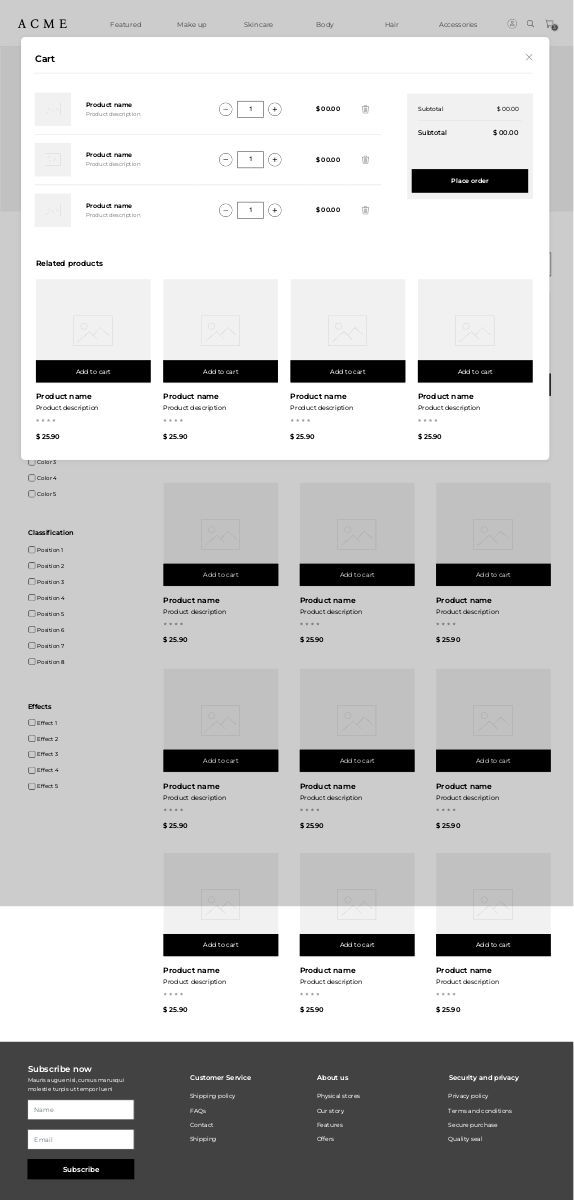 ACME
Featured
Make up
Skincare
Body
Hair
Accessories
Cart
Product name
Product description
1
$ 00.00
Product name
Product description
1
$ 00.00
Product name
Product description
1
$ 00.00
Subtotal $ 00.00
Subtotal $ 00.00
Place order
Related products
Add to cart Add to cart Add to cart Add to cart
Product name Product name Product name Product name
Product description Product description Product description Product description
$ 25.90 $ 25.90 $ 25.90 $ 25.90
Color 3
Color 4
Color 5
Classification
Position 1
Position 2
Position 3
Position 4
Position 5
Position 6
Position 7
Position 8
Effects
Effect 1
Effect 2
Effect 3
Effect 4
Effect 5
Add to cart Add to cart Add to cart
Product name Product name Product name
Product description Product description Product description
$ 25.90 $ 25.90 $ 25.90
Add to cart Add to cart Add to cart
Product name Product name Product name
Product description Product description Product description
$ 25.90 $ 25.90 $ 25.90
Add to cart Add to cart Add to cart
Product name Product name Product name
Product description Product description Product description
$ 25.90 $ 25.90 $ 25.90
Subscribe now
Mauris augue nisl, cursus marusqui
molestie turpis ut tempor lueni
Name
Email
Subscribe
Customer Service
Shipping policy
FAQs
Contact
Shipping
About us
Physical stores
Our story
Features
Offers
Security and privacy
Privacy policy
Terms and conditions
Secure purchase
Quality seal